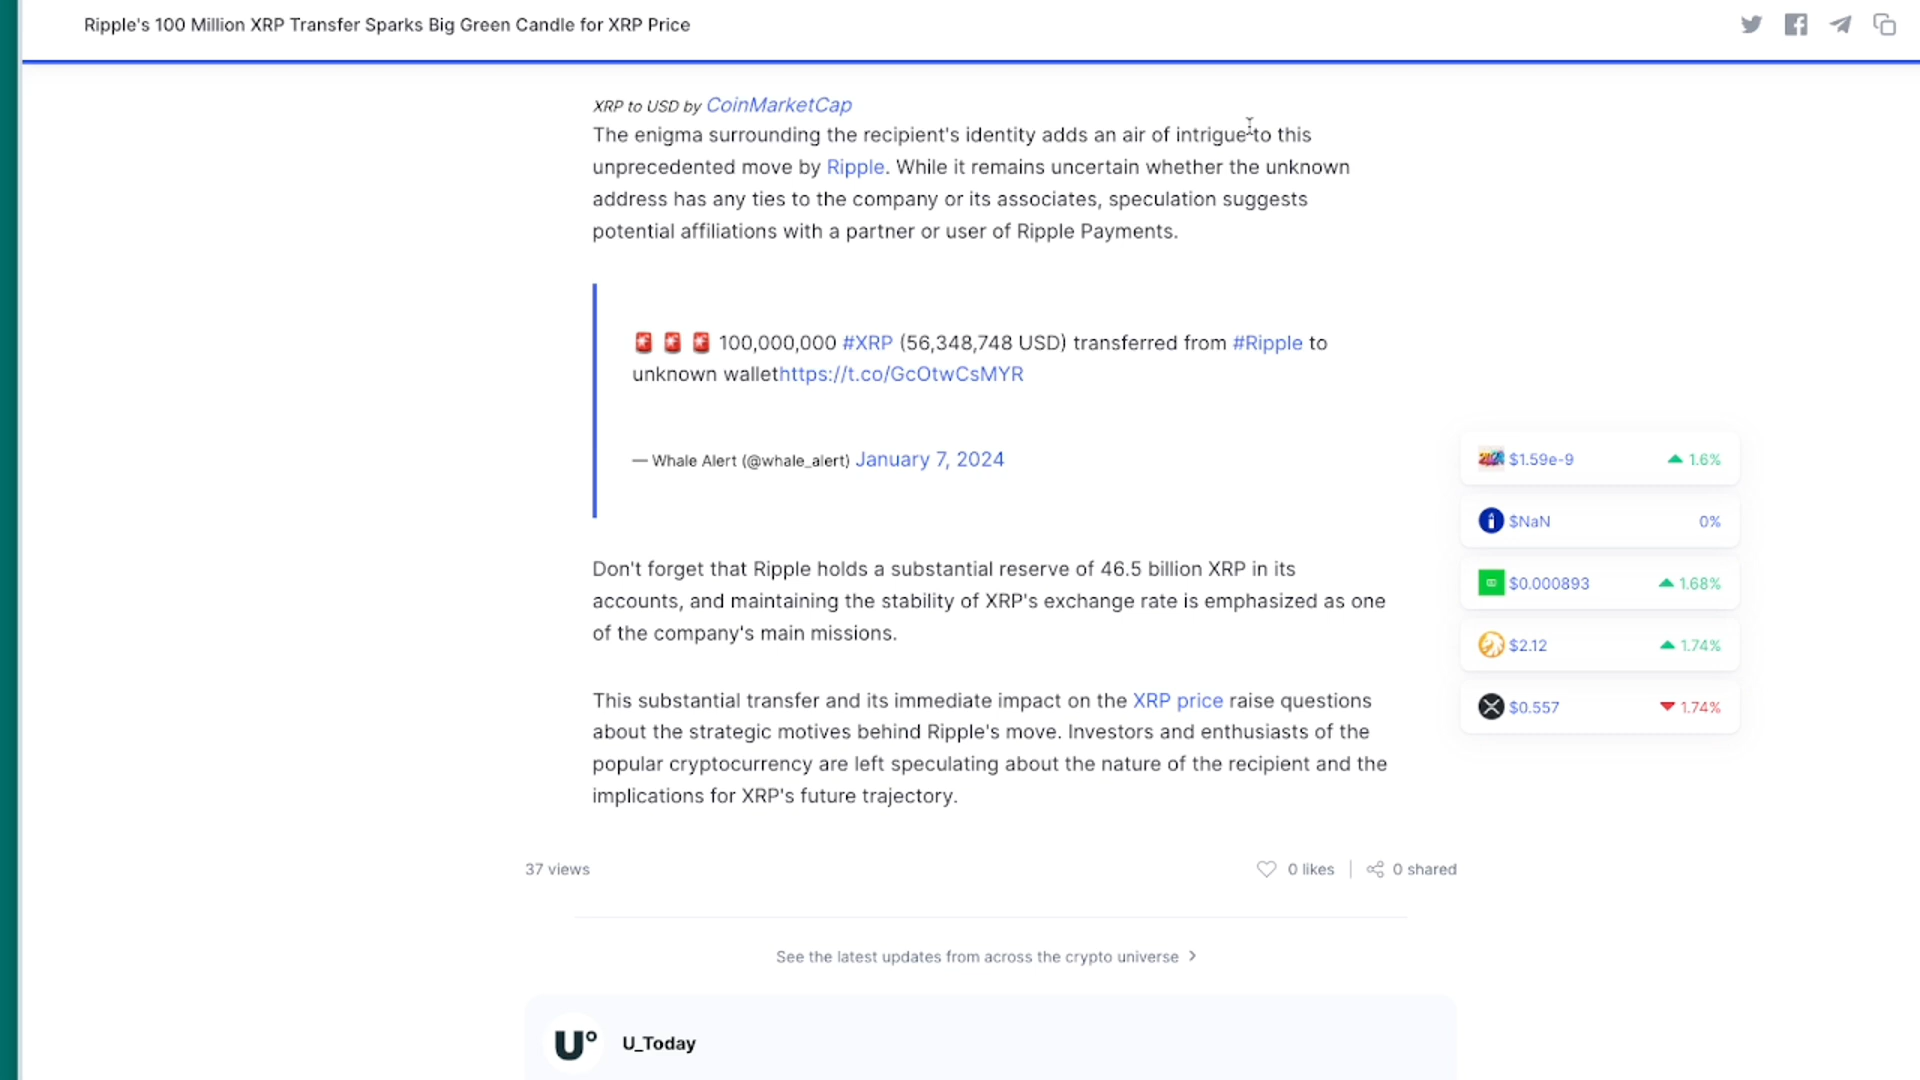 Ripple's 100 Million XRP Transfer Sparks Big Green Candle for XRP Price
XRP to USD by CoinMarketCap
The enigma surrounding the recipient's identity adds an air of intrigue to this
unprecedented move by Ripple. While it remains uncertain whether the unknown
address has any ties to the company or its associates, speculation suggests
potential affiliations with a partner or user of Ripple Payments.
🚨 🚨 🚨 100,000,000 #XRP (56,348,748 USD) transferred from #Ripple to
unknown wallethttps://t.co/GcOtwCsMYR
— Whale Alert (@whale_alert) January 7, 2024
Don't forget that Ripple holds a substantial reserve of 46.5 billion XRP in its
accounts, and maintaining the stability of XRP's exchange rate is emphasized as one
of the company's main missions.
This substantial transfer and its immediate impact on the XRP price raise questions
about the strategic motives behind Ripple's move. Investors and enthusiasts of the
popular cryptocurrency are left speculating about the nature of the recipient and the
implications for XRP's future trajectory.
$1.59e-9 1.6%
$NaN 0%
$0.000893 1.68%
$2.12 1.74%
$0.557 1.74%
37 views
0 likes | 0 shared
See the latest updates from across the crypto universe >
U° U_Today